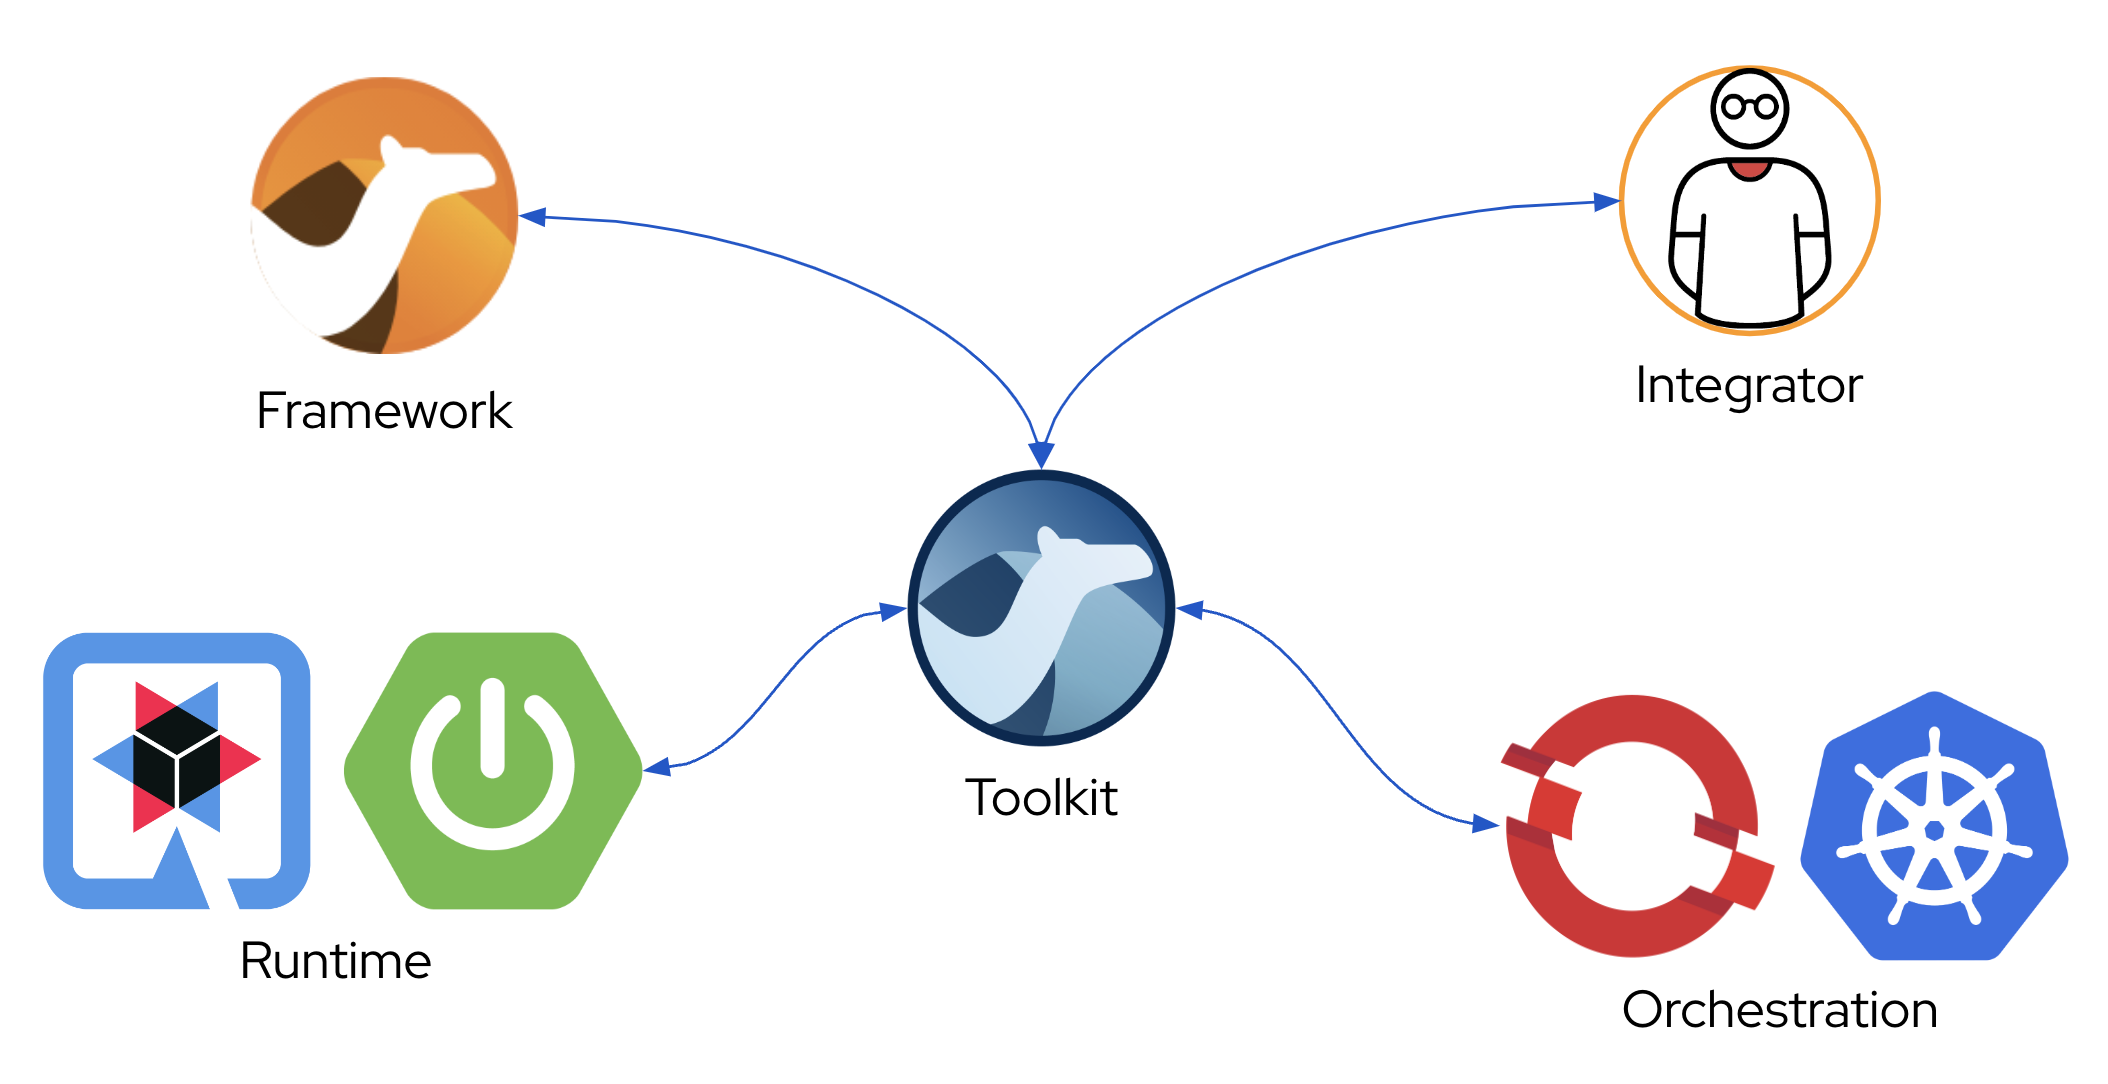 Framework
Integrator
Toolkit
Runtime
Orchestration